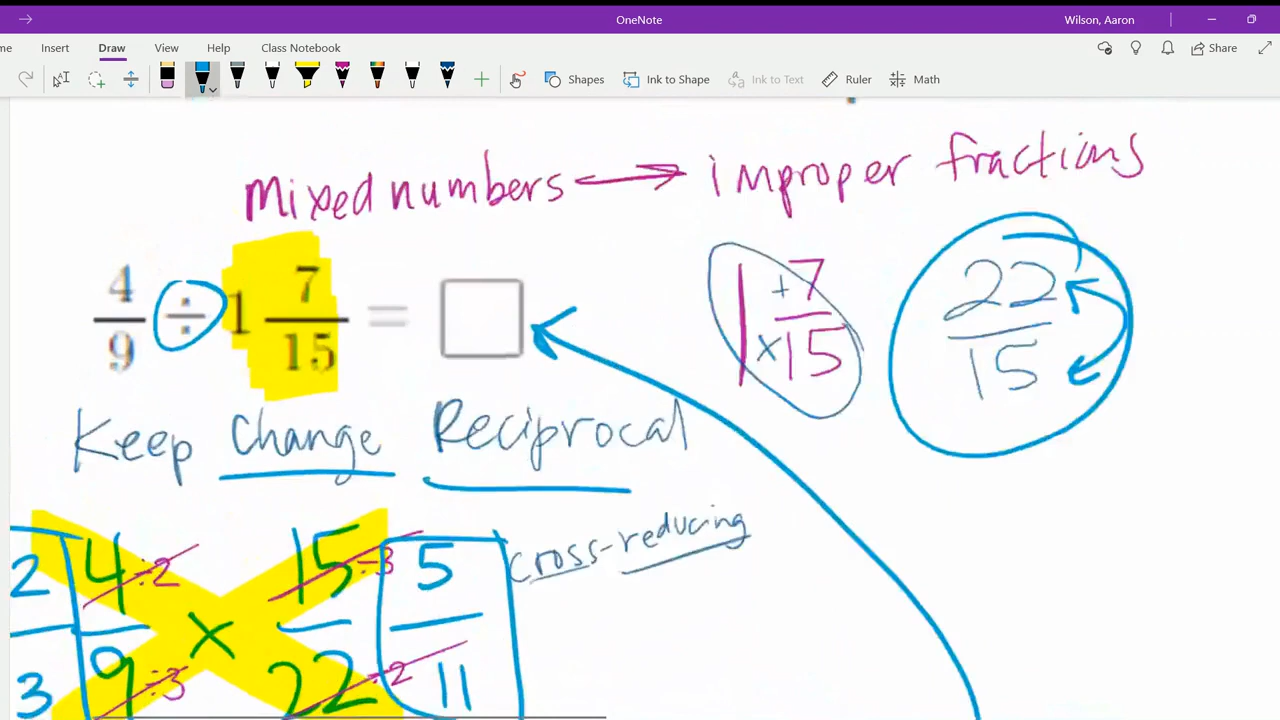 OneNote
Wilson, Aaron
me Insert Draw View Help Class Notebook
Share
Shapes Ink to Shape Ink to Text Ruler Math
Mixed numbers → improper fractions
4/9 ÷ 1 7/15 = □
1 +7/×15
22/15
Keep Change Reciprocal
cross-reducing
2 4 ÷2 15 ÷3 5
×
3 9 ÷3 22 ÷2 11